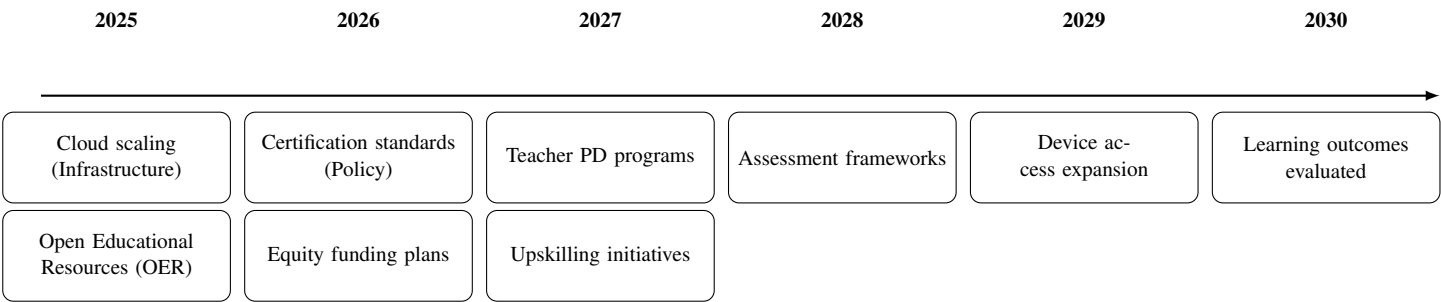 2025 2026 2027 2028 2029 2030
Cloud scaling
(Infrastructure)
Certification standards
(Policy)
Teacher PD programs
Assessment frameworks
Device ac-
cess expansion
Learning outcomes
evaluated
Open Educational
Resources (OER)
Equity funding plans
Upskilling initiatives